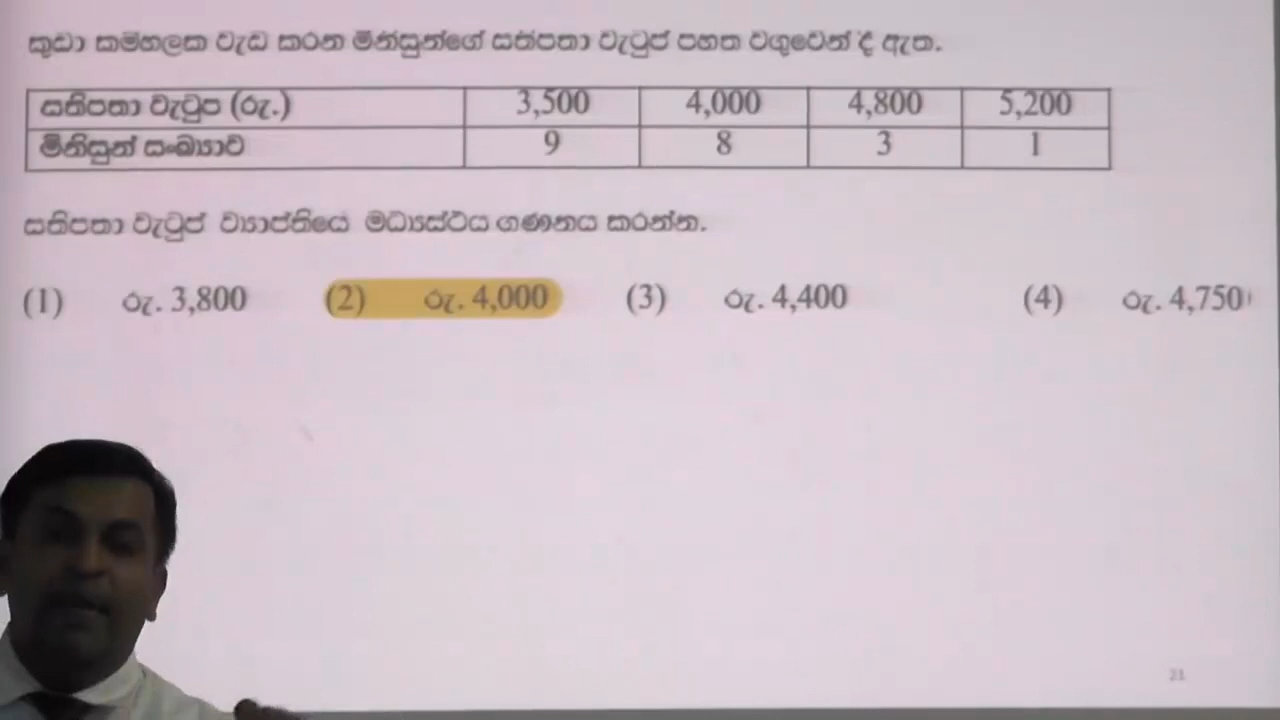 කුඩා කම්හලක වැඩ කරන මිනිසුන්ගේ සතිපතා වැටුප් පහත වගුවෙන් දී ඇත.
සතිපතා වැටුප (රු.) 3,500 4,000 4,800 5,200
මිනිසුන් සංඛ්‍යාව 9 8 3 1
සතිපතා වැටුප් ව්‍යාප්තියේ මධ්‍යස්ථය ගණනය කරන්න.
(1) රු. 3,800 (2) රු. 4,000 (3) රු. 4,400 (4) රු. 4,750
21